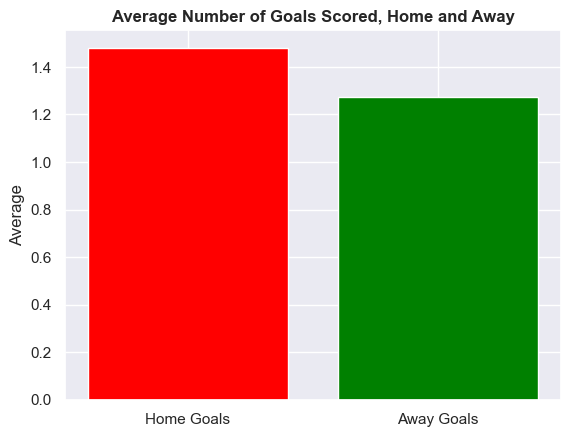 Average Number of Goals Scored, Home and Away
Average
1.4
1.2
1.0
0.8
0.6
0.4
0.2
0.0
Home Goals
Away Goals